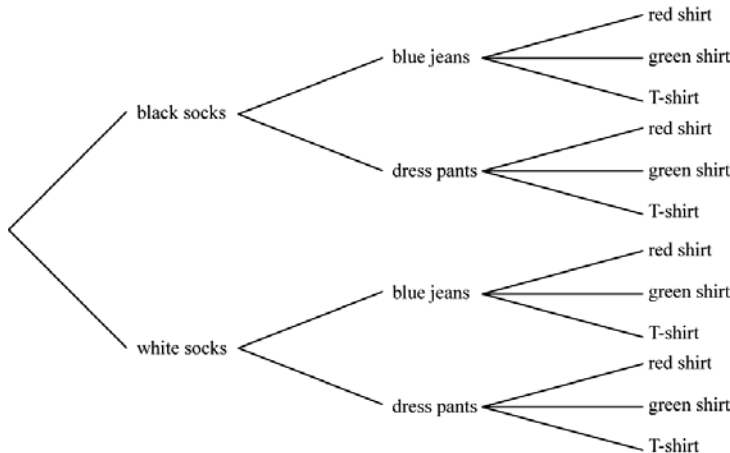 red shirt
blue jeans
green shirt
T-shirt
black socks
red shirt
dress pants
green shirt
T-shirt
red shirt
blue jeans
green shirt
T-shirt
white socks
red shirt
dress pants
green shirt
T-shirt